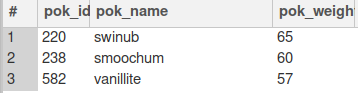 # pok_id pok_name pok_weigh
1 220 swinub 65
2 238 smoochum 60
3 582 vanillite 57